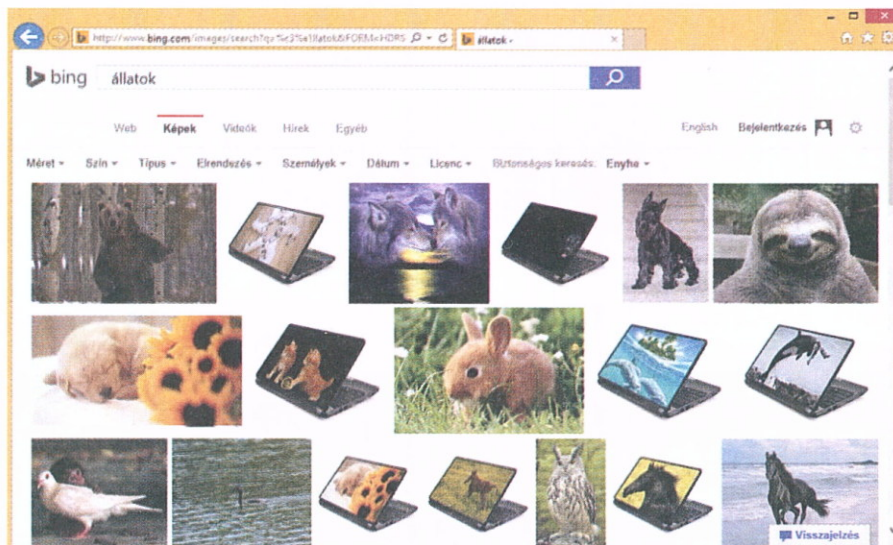 http://www.bing.com/images/search?q=%c3%a1llatok&FORM=HDRS
állatok -
bing állatok
Web Képek Videók Hírek Egyéb English Bejelentkezés
Méret Szín Típus Elrendezés Személyek Dátum Licenc Biztonságos keresés: Enyhe
Visszajelzés